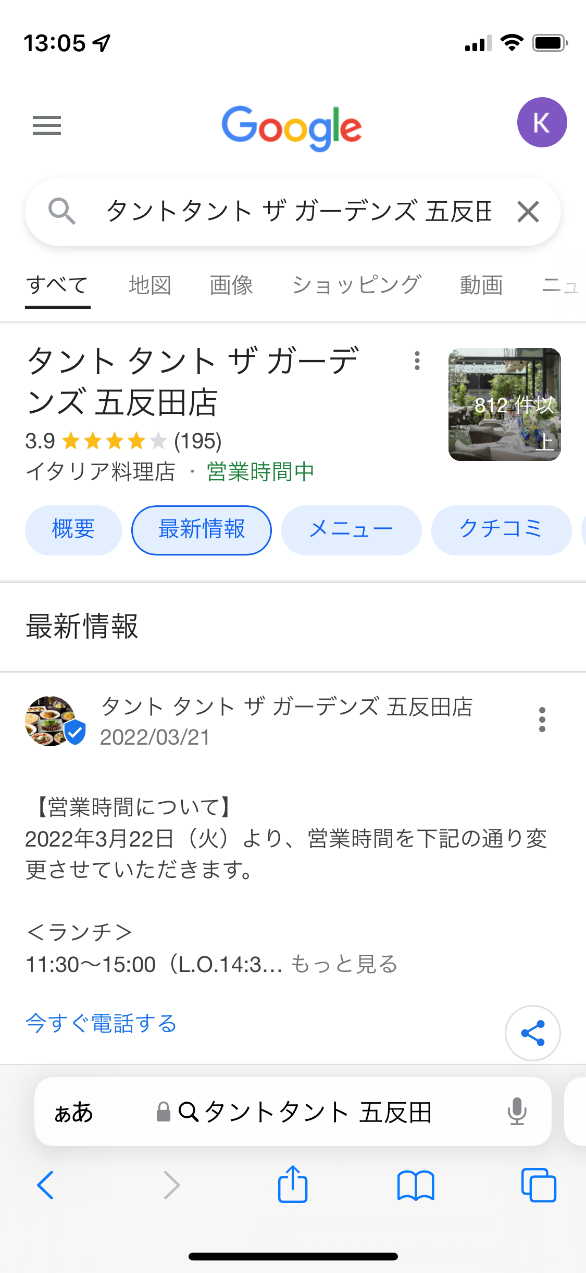 13:05
Google
K
タントタント ザ ガーデンズ 五反田
すべて 地図 画像 ショッピング 動画 ニュ
タント タント ザ ガーデ
ンズ 五反田店
812 件以
上
3.9 (195)
イタリア料理店 · 営業時間中
概要 最新情報 メニュー クチコミ
最新情報
タント タント ザ ガーデンズ 五反田店
2022/03/21
【営業時間について】
2022年3月22日（火）より、営業時間を下記の通り変
更させていただきます。
＜ランチ＞
11:30〜15:00（L.O.14:3... もっと見る
今すぐ電話する
ぁあ タントタント 五反田